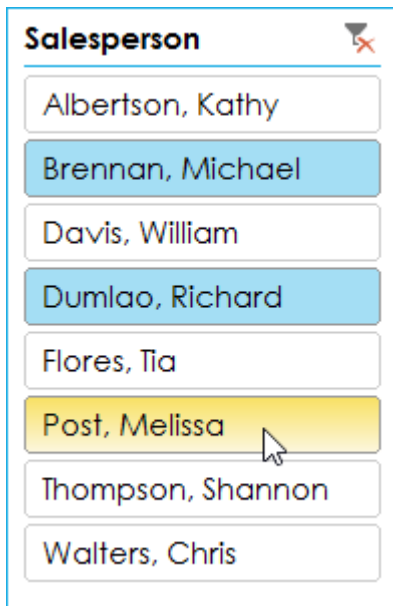 Salesperson
Albertson, Kathy
Brennan, Michael
Davis, William
Dumlao, Richard
Flores, Tia
Post, Melissa
Thompson, Shannon
Walters, Chris